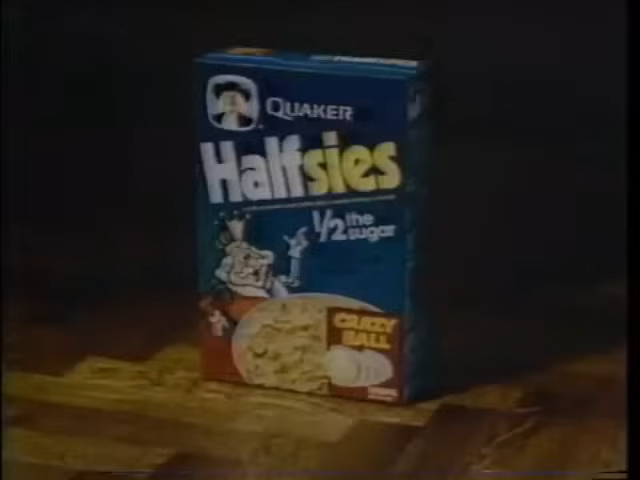 QUAKER
Halfsies
1/2 the
sugar
CRAZY
BALL